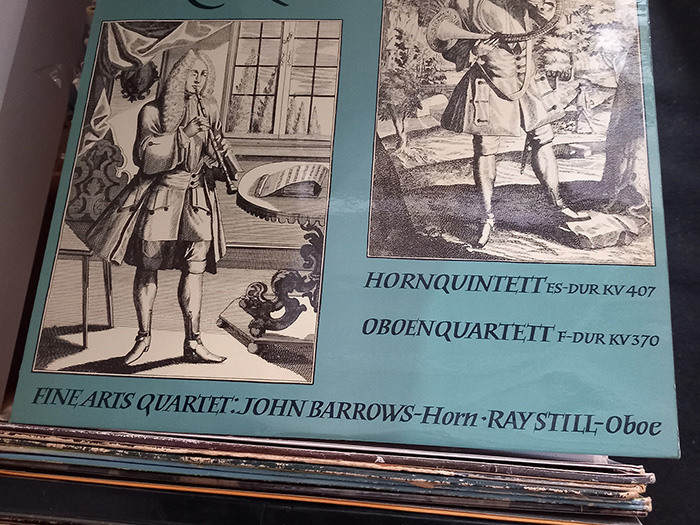 HORNQUINTETT ES-DUR KV 407
OBOENQUARTETT F-DUR KV 370
FINE ARTS QUARTET: JOHN BARROWS-Horn · RAY STILL-Oboe